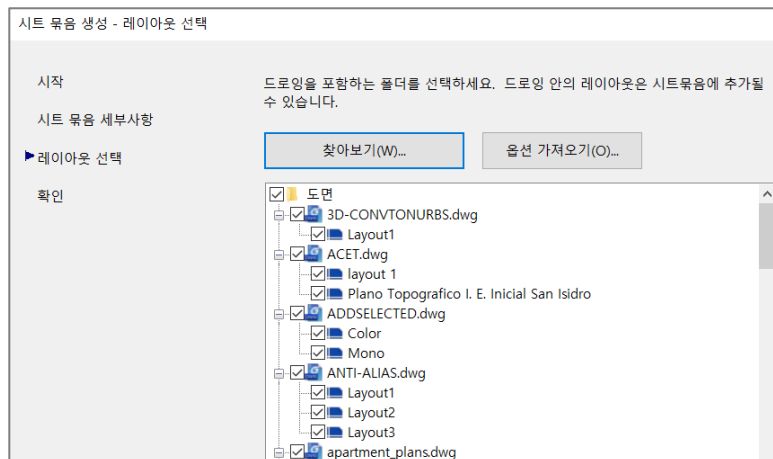 시트 묶음 생성 - 레이아웃 선택
시작
시트 묶음 세부사항
레이아웃 선택
확인
드로잉을 포함하는 폴더를 선택하세요. 드로잉 안의 레이아웃은 시트묶음에 추가될
수 있습니다.
찾아보기(W)...
옵션 가져오기(O)...
도면
3D-CONVTONURBS.dwg
Layout1
ACET.dwg
layout 1
Plano Topografico I. E. Inicial San Isidro
ADDSELECTED.dwg
Color
Mono
ANTI-ALIAS.dwg
Layout1
Layout2
Layout3
apartment_plans.dwg